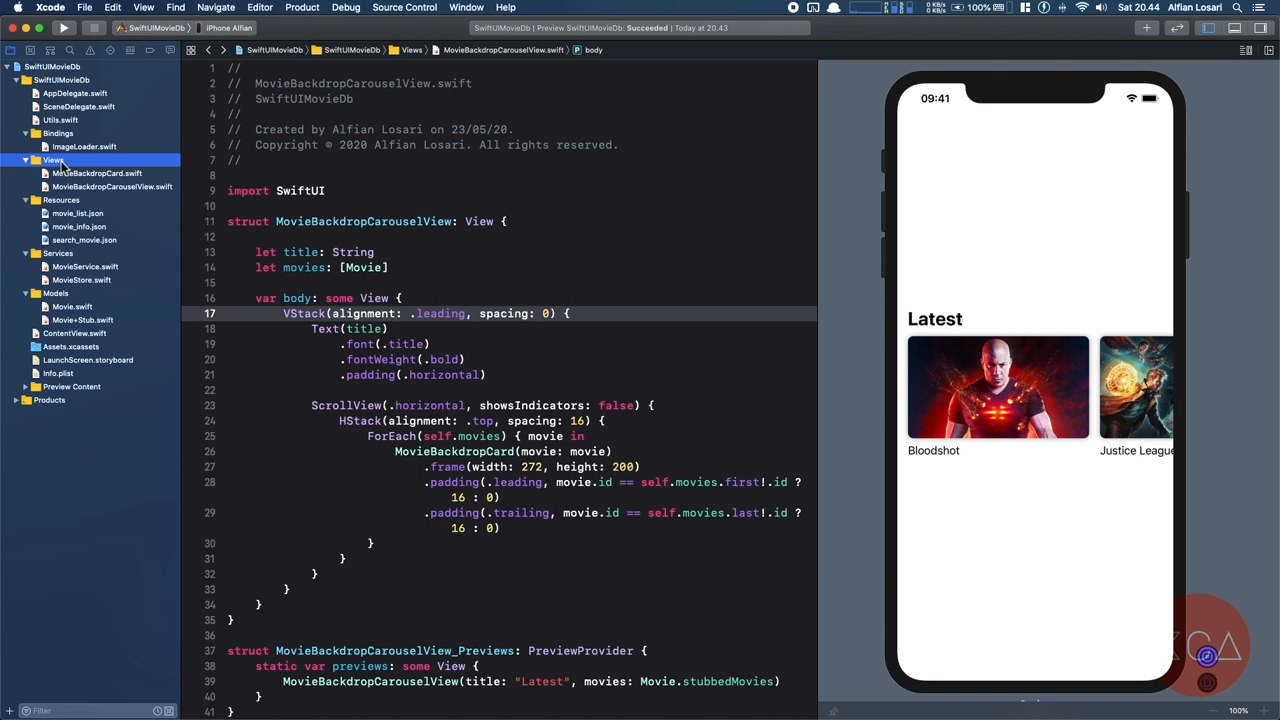 Xcode File Edit View Find Navigate Editor Product Debug Source Control Window Help 0 KB/s 0 KB/s 100% Sat 20.44 Alfian Losari
SwiftUIMovieDb iPhone Alfian SwiftUIMovieDb | Preview SwiftUIMovieDb: Succeeded | Today at 20.43
SwiftUIMovieDb SwiftUIMovieDb Views MovieBackdropCarouselView.swift P body
SwiftUIMovieDb
SwiftUIMovieDb
AppDelegate.swift
SceneDelegate.swift
Utils.swift
Bindings
ImageLoader.swift
Views
MovieBackdropCard.swift
MovieBackdropCarouselView.swift
Resources
movie_list.json
movie_info.json
search_movie.json
Services
MovieService.swift
MovieStore.swift
Models
Movie.swift
Movie+Stub.swift
ContentView.swift
Assets.xcassets
LaunchScreen.storyboard
Info.plist
Preview Content
Products
Filter
1 //
2 // MovieBackdropCarouselView.swift
3 // SwiftUIMovieDb
4 //
5 // Created by Alfian Losari on 23/05/20.
6 // Copyright © 2020 Alfian Losari. All rights reserved.
7 //
8
9 import SwiftUI
10
11 struct MovieBackdropCarouselView: View {
12
13 let title: String
14 let movies: [Movie]
15
16 var body: some View {
17 VStack(alignment: .leading, spacing: 0) {
18 Text(title)
19 .font(.title)
20 .fontWeight(.bold)
21 .padding(.horizontal)
22
23 ScrollView(.horizontal, showsIndicators: false) {
24 HStack(alignment: .top, spacing: 16) {
25 ForEach(self.movies) { movie in
26 MovieBackdropCard(movie: movie)
27 .frame(width: 272, height: 200)
28 .padding(.leading, movie.id == self.movies.first!.id ?
16 : 0)
29 .padding(.trailing, movie.id == self.movies.last!.id ?
16 : 0)
30 }
31 }
32 }
33 }
34 }
35 }
36
37 struct MovieBackdropCarouselView_Previews: PreviewProvider {
38 static var previews: some View {
39 MovieBackdropCarouselView(title: "Latest", movies: Movie.stubbedMovies)
40 }
41 }
09:41
Latest
Bloodshot
Justice League
XCA
100%